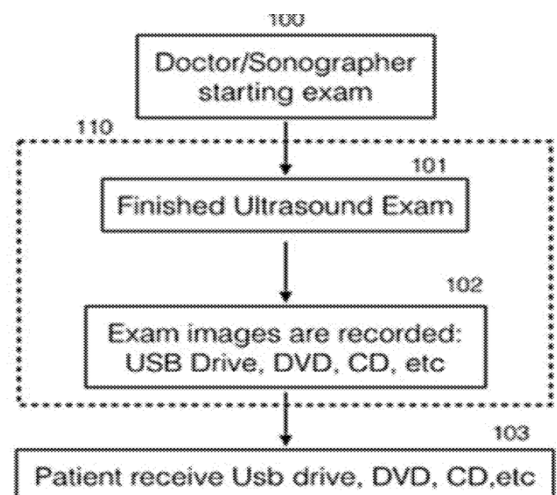 100
Doctor/Sonographer
starting exam
110
101
Finished Ultrasound Exam
102
Exam images are recorded:
USB Drive, DVD, CD, etc
103
Patient receive Usb drive, DVD, CD,etc